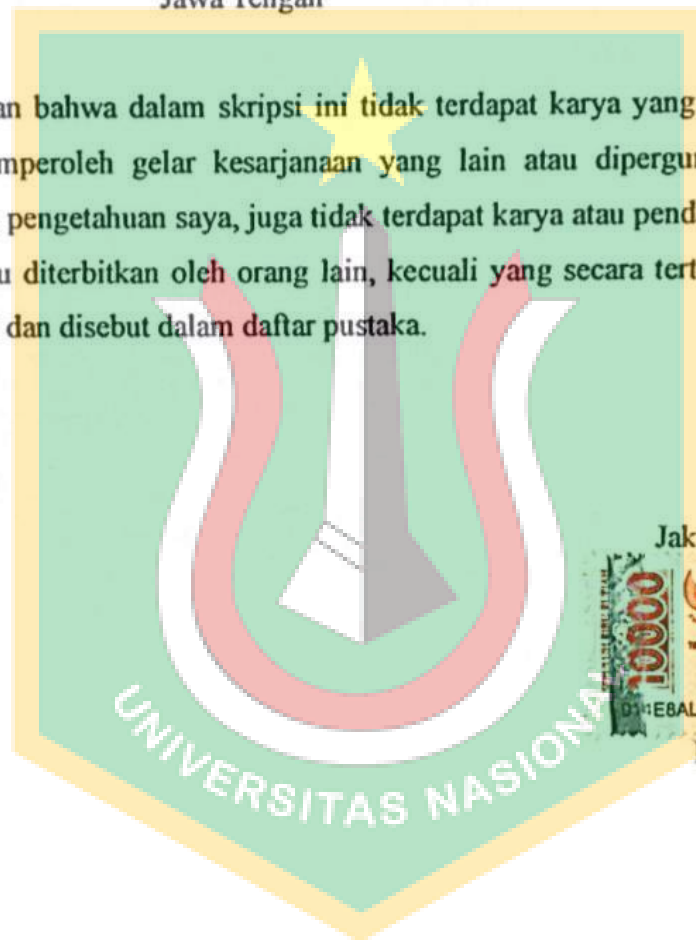 Jawa Tengah
an bahwa dalam skripsi ini tidak terdapat karya yang
mperoleh gelar kesarjanaan yang lain atau dipergu
pengetahuan saya, juga tidak terdapat karya atau pend
u diterbitkan oleh orang lain, kecuali yang secara tert
dan disebut dalam daftar pustaka.
Jak
10000
UNIVERSITAS NASIONAL